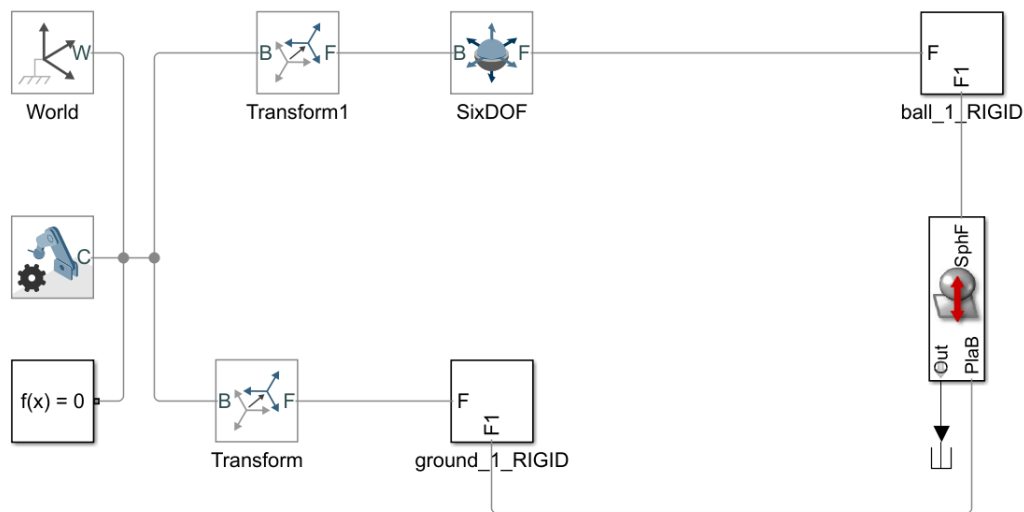 W
World
B
F
Transform1
B
F
SixDOF
F
F1
ball_1_RIGID
C
SphF
Out
PlaB
f(x) = 0
B
F
Transform
F
F1
ground_1_RIGID